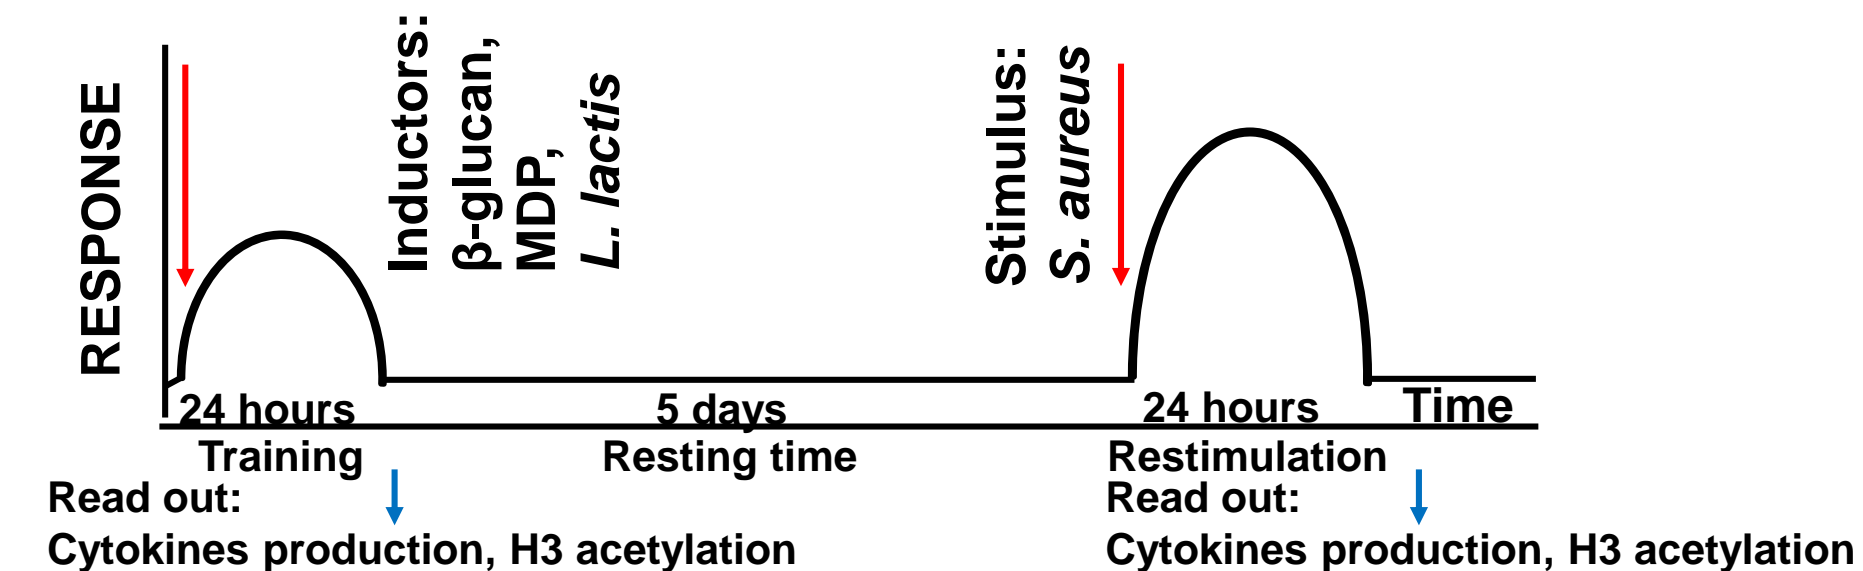 RESPONSE
Inductors:
β-glucan,
MDP,
L. lactis
Stimulus:
S. aureus
24 hours
5 days
24 hours
Time
Training
Resting time
Restimulation
Read out:
Cytokines production, H3 acetylation
Read out:
Cytokines production, H3 acetylation